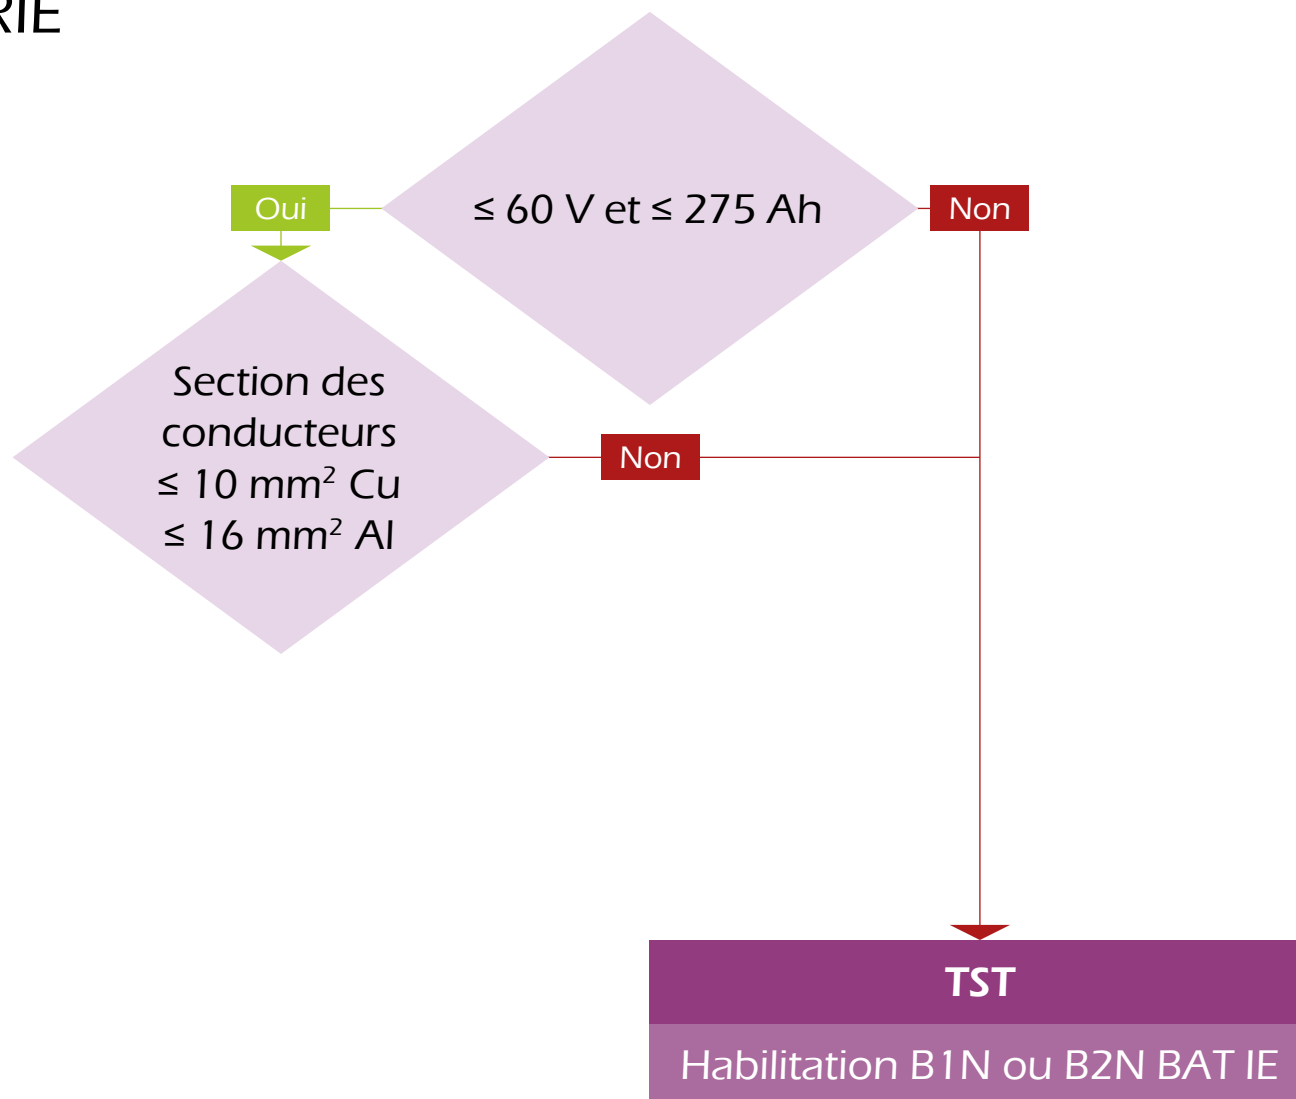 RIE
≤ 60 V et ≤ 275 Ah
Oui
Non
Section des
conducteurs
≤ 10 mm² Cu
≤ 16 mm² Al
Non
TST
Habilitation B1N ou B2N BAT IE